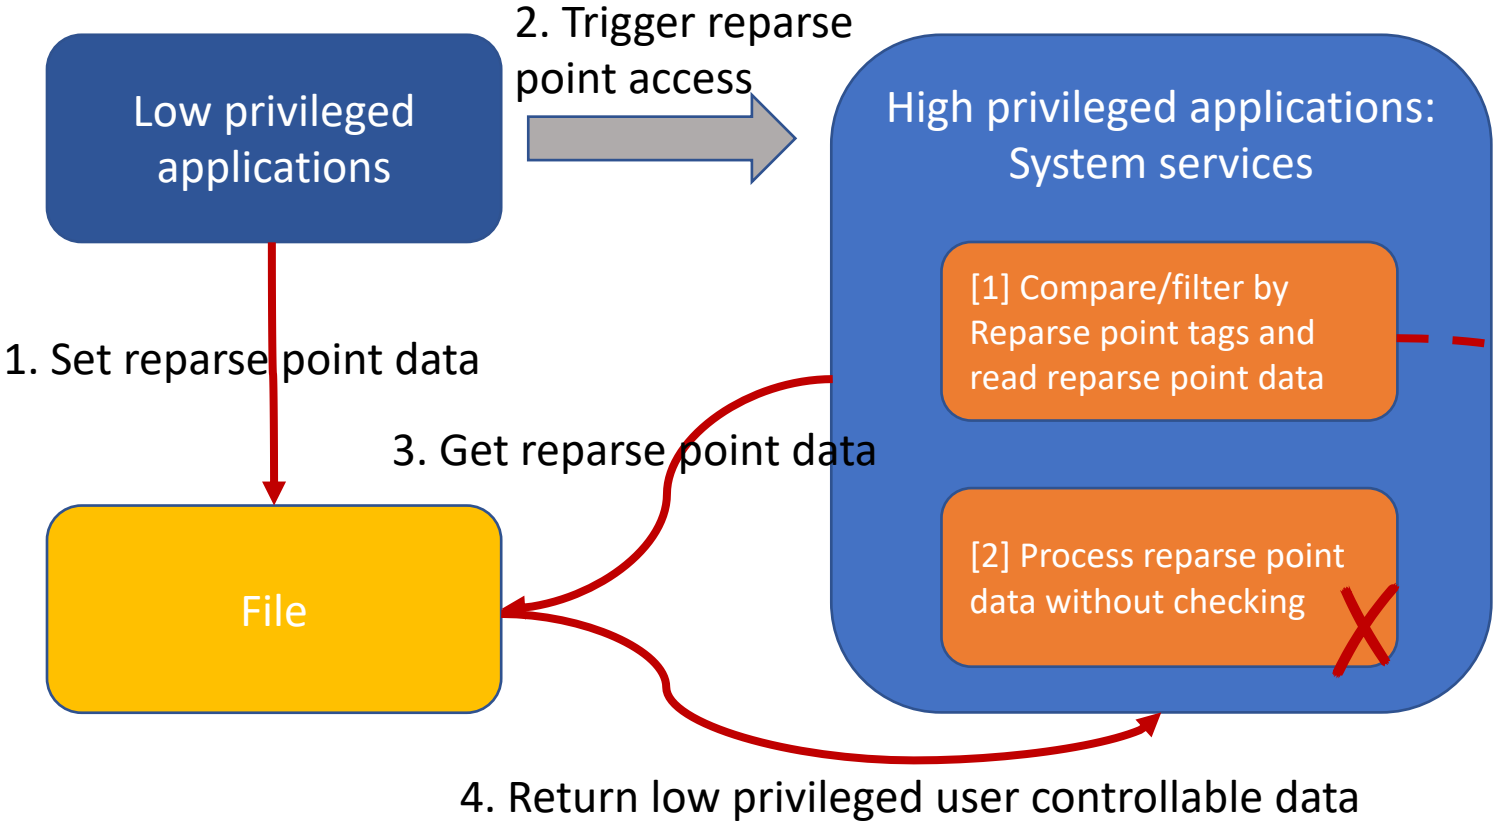 2. Trigger reparse
point access
Low privileged
applications
High privileged applications:
System services
[1] Compare/filter by
Reparse point tags and
read reparse point data
1. Set reparse point data
3. Get reparse point data
[2] Process reparse point
data without checking
File
4. Return low privileged user controllable data